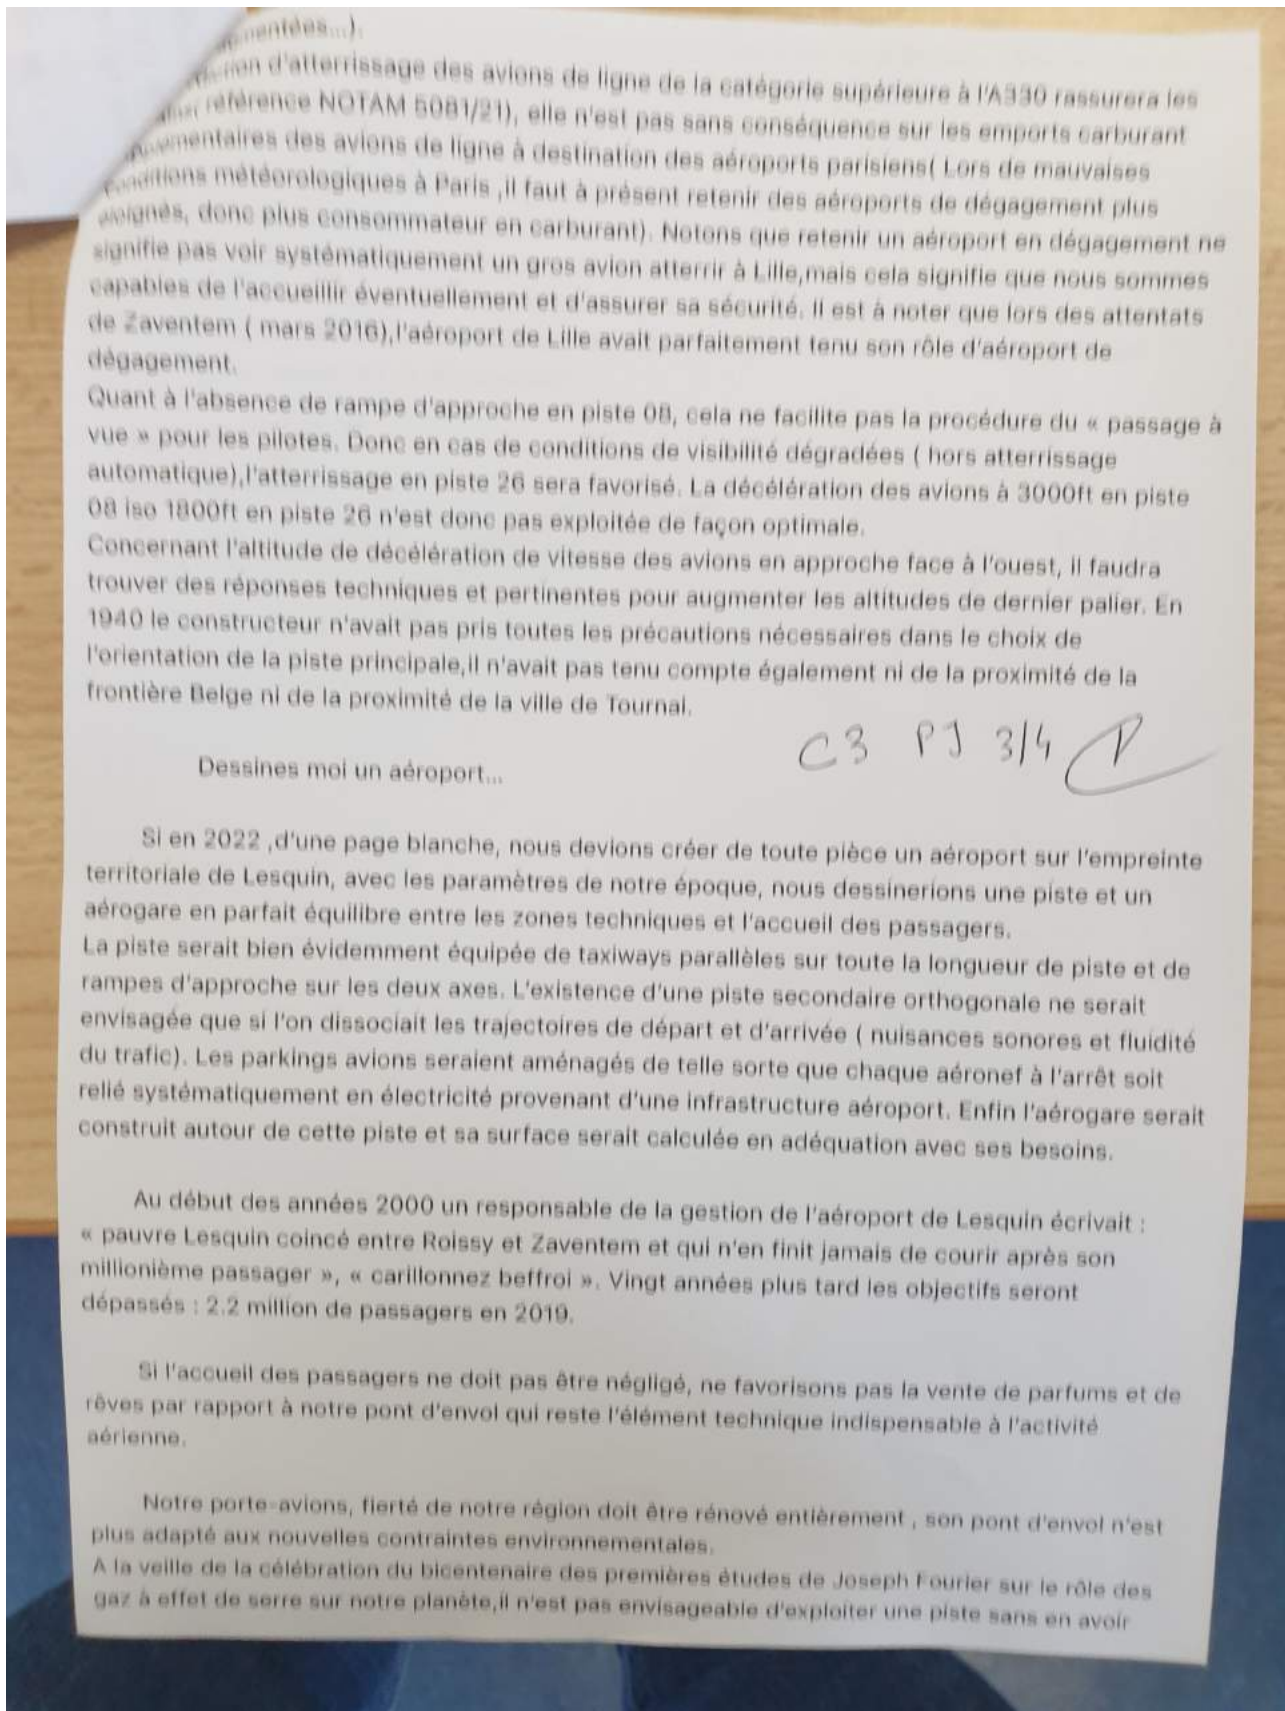 d'atterrissage des avions de ligne de la catégorie supérieure à l'A330 rassurera les
référence NOTAM 5081/21), elle n'est pas sans conséquence sur les emports carburant
des avions de ligne à destination des aéroports parisiens( Lors de mauvaises
conditions météorologiques à Paris ,il faut à présent retenir des aéroports de dégagement plus
éloignés, donc plus consommateur en carburant). Notons que retenir un aéroport en dégagement ne
signifie pas voir systématiquement un gros avion atterrir à Lille,mais cela signifie que nous sommes
capables de l'accueillir éventuellement et d'assurer sa sécurité. Il est à noter que lors des attentats
de Zaventem ( mars 2016),l'aéroport de Lille avait parfaitement tenu son rôle d'aéroport de
dégagement.
Quant à l'absence de rampe d'approche en piste 08, cela ne facilite pas la procédure du « passage à
vue » pour les pilotes. Donc en cas de conditions de visibilité dégradées ( hors atterrissage
automatique),l'atterrissage en piste 26 sera favorisé. La décélération des avions à 3000ft en piste
08 iso 1800ft en piste 26 n'est donc pas exploitée de façon optimale.
Concernant l'altitude de décélération de vitesse des avions en approche face à l'ouest, il faudra
trouver des réponses techniques et pertinentes pour augmenter les altitudes de dernier palier. En
1940 le constructeur n'avait pas pris toutes les précautions nécessaires dans le choix de
l'orientation de la piste principale,il n'avait pas tenu compte également ni de la proximité de la
frontière Belge ni de la proximité de la ville de Tournai.
C3 PJ 3/4
Dessines moi un aéroport...
Si en 2022 ,d'une page blanche, nous devions créer de toute pièce un aéroport sur l'empreinte
territoriale de Lesquin, avec les paramètres de notre époque, nous dessinerions une piste et un
aérogare en parfait équilibre entre les zones techniques et l'accueil des passagers.
La piste serait bien évidemment équipée de taxiways parallèles sur toute la longueur de piste et de
rampes d'approche sur les deux axes. L'existence d'une piste secondaire orthogonale ne serait
envisagée que si l'on dissociait les trajectoires de départ et d'arrivée ( nuisances sonores et fluidité
du trafic). Les parkings avions seraient aménagés de telle sorte que chaque aéronef à l'arrêt soit
relié systématiquement en électricité provenant d'une infrastructure aéroport. Enfin l'aérogare serait
construit autour de cette piste et sa surface serait calculée en adéquation avec ses besoins.
Au début des années 2000 un responsable de la gestion de l'aéroport de Lesquin écrivait :
« pauvre Lesquin coincé entre Roissy et Zaventem et qui n'en finit jamais de courir après son
millionième passager », « carillonnez beffroi ». Vingt années plus tard les objectifs seront
dépassés : 2.2 million de passagers en 2019.
Si l'accueil des passagers ne doit pas être négligé, ne favorisons pas la vente de parfums et de
rêves par rapport à notre pont d'envol qui reste l'élément technique indispensable à l'activité
aérienne.
Notre porte-avions, fierté de notre région doit être rénové entièrement , son pont d'envol n'est
plus adapté aux nouvelles contraintes environnementales.
A la veille de la célébration du bicentenaire des premières études de Joseph Fourier sur le rôle des
gaz à effet de serre sur notre planète,il n'est pas envisageable d'exploiter une piste sans en avoir